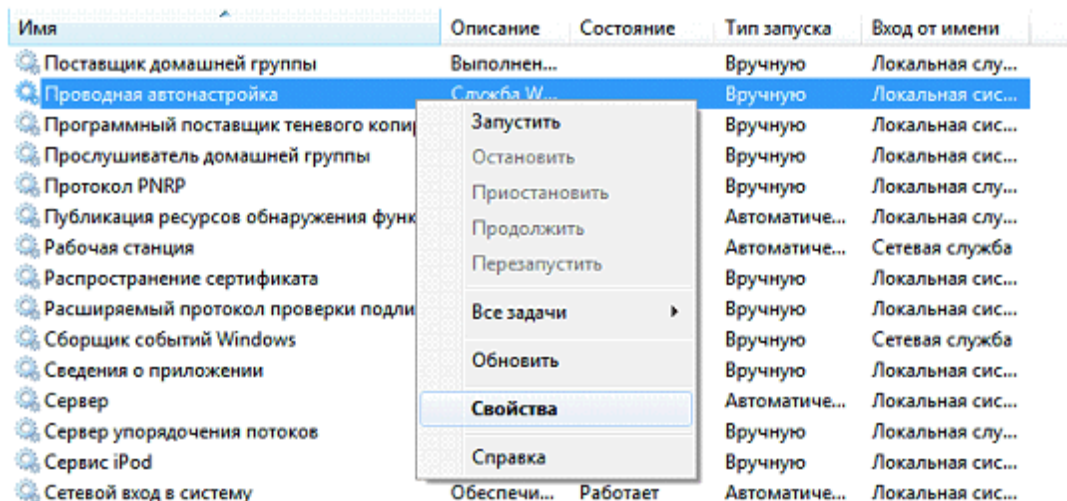 Имя Описание Состояние Тип запуска Вход от имени
Поставщик домашней группы Выполнен... Вручную Локальная слу...
Проводная автонастройка Служба W... Вручную Локальная сис...
Программный поставщик теневого копир Вручную Локальная сис...
Прослушиватель домашней группы Вручную Локальная сис...
Протокол PNRP Вручную Локальная слу...
Публикация ресурсов обнаружения функ Автоматиче... Локальная слу...
Рабочая станция Автоматиче... Сетевая служба
Распространение сертификата Вручную Локальная сис...
Расширяемый протокол проверки подли Вручную Локальная сис...
Сборщик событий Windows Вручную Сетевая служба
Сведения о приложении Вручную Локальная сис...
Сервер Автоматиче... Локальная сис...
Сервер упорядочения потоков Вручную Локальная слу...
Сервис iPod Вручную Локальная сис...
Сетевой вход в систему Обеспечи... Работает Автоматиче... Локальная сис...
Запустить
Остановить
Приостановить
Продолжить
Перезапустить
Все задачи
Обновить
Свойства
Справка